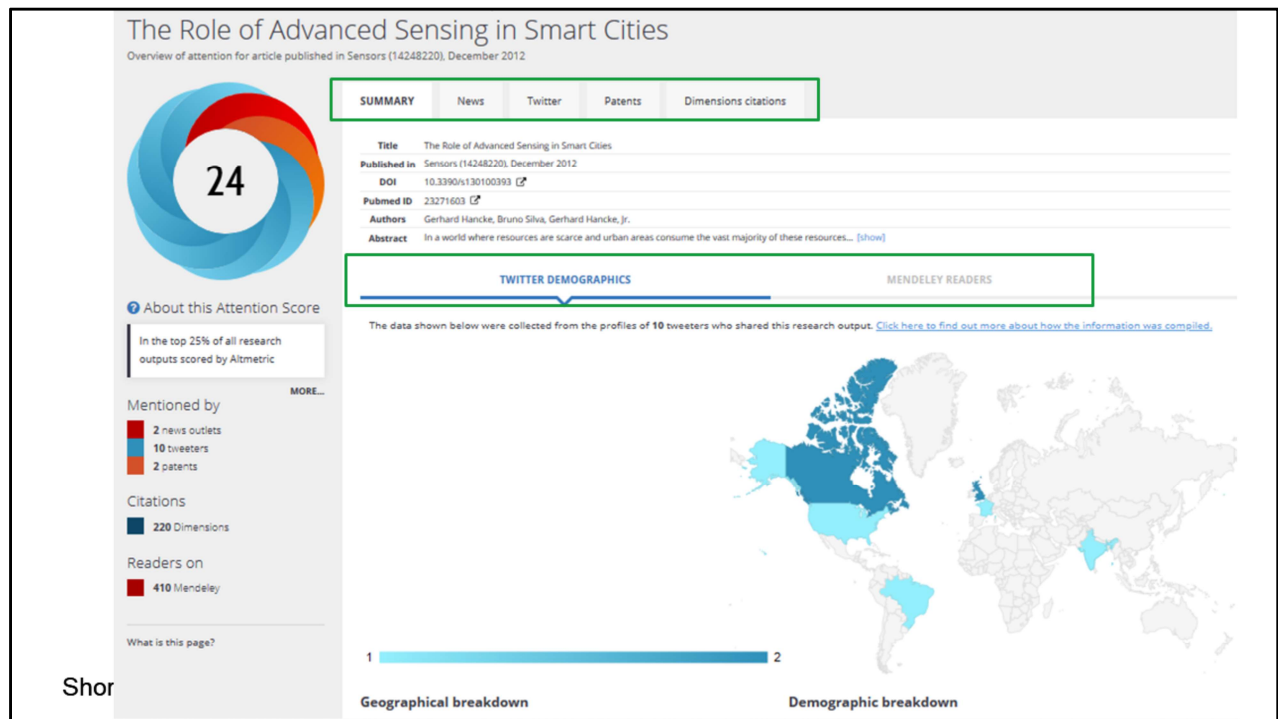 The Role of Advanced Sensing in Smart Cities
Overview of attention for article published in Sensors (14248220), December 2012
24
About this Attention Score
In the top 25% of all research
outputs scored by Altmetric
MORE...
Mentioned by
2 news outlets
10 tweeters
2 patents
Citations
220 Dimensions
Readers on
410 Mendeley
What is this page?
SUMMARY News Twitter Patents Dimensions citations
Title The Role of Advanced Sensing in Smart Cities
Published in Sensors (14248220), December 2012
DOI 10.3390/s130100393
Pubmed ID 23271603
Authors Gerhard Hancke, Bruno Silva, Gerhard Hancke, Jr.
Abstract In a world where resources are scarce and urban areas consume the vast majority of these resources... [show]
TWITTER DEMOGRAPHICS MENDELEY READERS
The data shown below were collected from the profiles of 10 tweeters who shared this research output. Click here to find out more about how the information was compiled.
1 2
Geographical breakdown Demographic breakdown
Shor